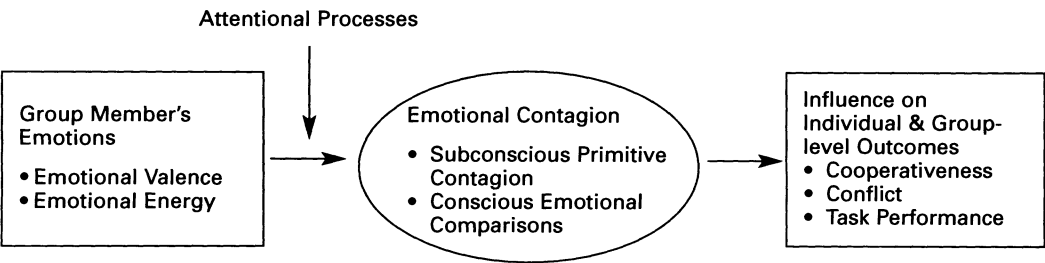 Attentional Processes
Group Member's
Emotions
• Emotional Valence
• Emotional Energy
Emotional Contagion
• Subconscious Primitive
Contagion
• Conscious Emotional
Comparisons
Influence on
Individual & Group-
level Outcomes
• Cooperativeness
• Conflict
• Task Performance